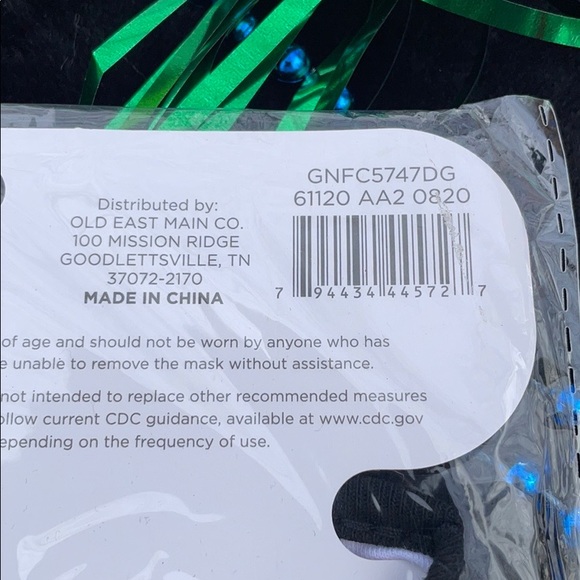 GNFC5747DG
61120 AA2 0820
Distributed by:
OLD EAST MAIN CO.
100 MISSION RIDGE
GOODLETTSVILLE, TN
37072-2170
MADE IN CHINA
7 94434 44572 7
of age and should not be worn by anyone who has
e unable to remove the mask without assistance.
not intended to replace other recommended measures
ollow current CDC guidance, available at www.cdc.gov
epending on the frequency of use.